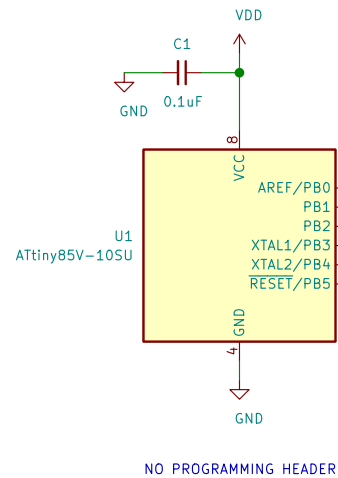 VDD
C1
0.1uF
GND
8
VCC
AREF/PB0
PB1
PB2
U1
XTAL1/PB3
ATtiny85V-10SU
XTAL2/PB4
RESET/PB5
GND
4
GND
NO PROGRAMMING HEADER